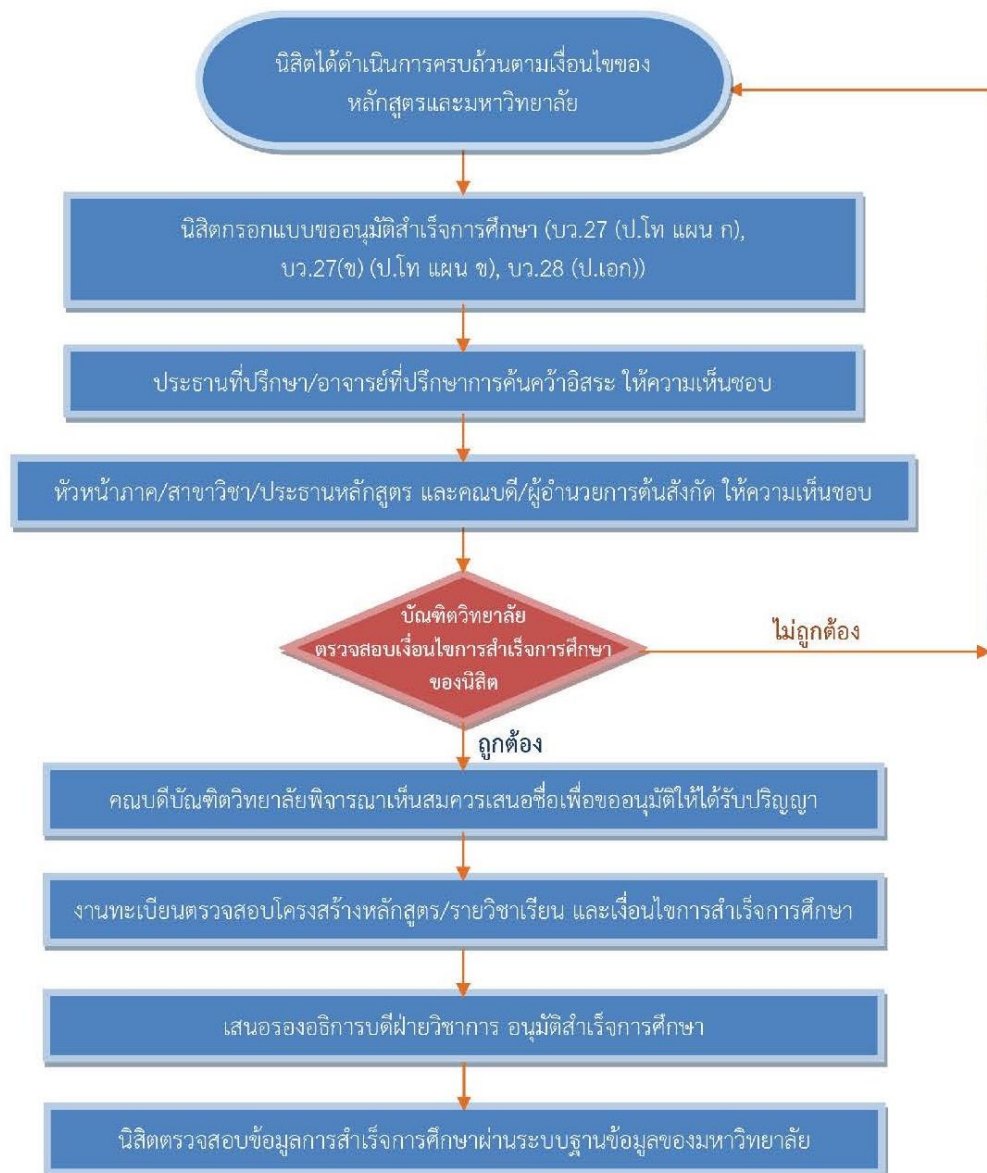 นิสิตได้ดำเนินการครบถ้วนตามเงื่อนไขของ
หลักสูตรและมหาวิทยาลัย
นิสิตกรอกแบบขออนุมัติสำเร็จการศึกษา (บว.27 (ป.โท แผน ก),
บว.27(ข) (ป.โท แผน ข), บว.28 (ป.เอก))
ประธานที่ปรึกษา/อาจารย์ที่ปรึกษาการค้นคว้าอิสระ ให้ความเห็นชอบ
หัวหน้าภาค/สาขาวิชา/ประธานหลักสูตร และคณบดี/ผู้อำนวยการต้นสังกัด ให้ความเห็นชอบ
บัณฑิตวิทยาลัย
ตรวจสอบเงื่อนไขการสำเร็จการศึกษา
ของนิสิต
ไม่ถูกต้อง
ถูกต้อง
คณบดีบัณฑิตวิทยาลัยพิจารณาเห็นสมควรเสนอชื่อเพื่อขออนุมัติให้ได้รับปริญญา
งานทะเบียนตรวจสอบโครงสร้างหลักสูตร/รายวิชาเรียน และเงื่อนไขการสำเร็จการศึกษา
เสนอรองอธิการบดีฝ่ายวิชาการ อนุมัติสำเร็จการศึกษา
นิสิตตรวจสอบข้อมูลการสำเร็จการศึกษาผ่านระบบฐานข้อมูลของมหาวิทยาลัย